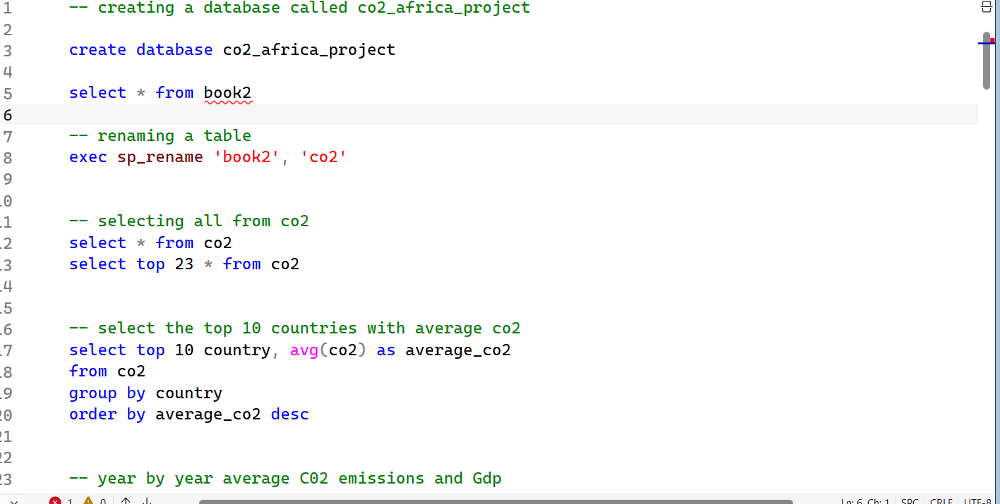 1 -- creating a database called co2_africa_project
2
3 create database co2_africa_project
4
5 select * from book2
6
7 -- renaming a table
8 exec sp_rename 'book2', 'co2'
9
10
11 -- selecting all from co2
12 select * from co2
13 select top 23 * from co2
14
15
16 -- select the top 10 countries with average co2
17 select top 10 country, avg(co2) as average_co2
18 from co2
19 group by country
20 order by average_co2 desc
21
22
23 -- year by year average C02 emissions and Gdp
1 0 Ln: 6 Ch: 1 SPC CRLF UTF-8